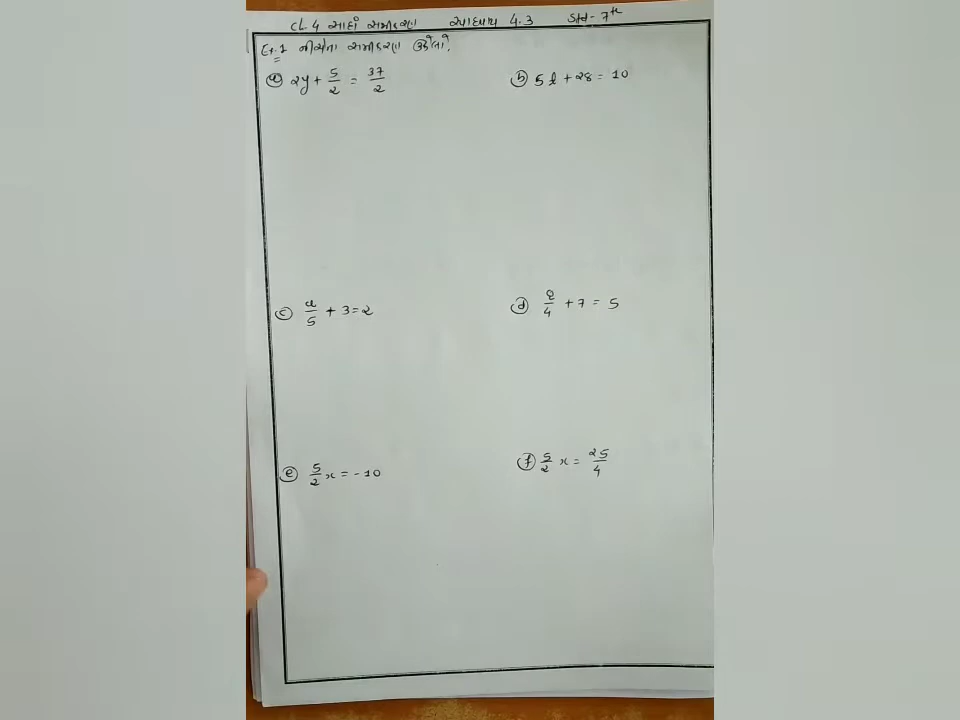 CL.4 સાદાં સમીકરણ સ્વાધ્યાય 4.3 Std- 7th
Ex.1 નીચેના સમીકરણ ઉકેલો.
(a) 2y + 5/2 = 37/2 (b) 5t + 28 = 10
(c) a/5 + 3 = 2 (d) q/4 + 7 = 5
(e) 5/2 x = -10 (f) 5/2 x = 25/4